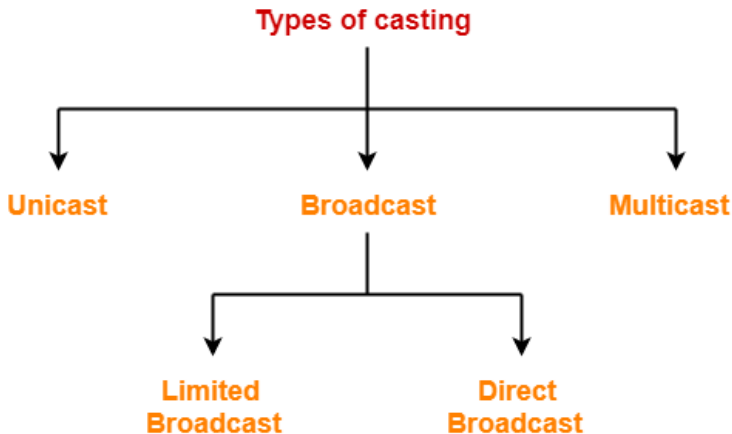 Types of casting
Unicast
Broadcast
Multicast
Limited
Broadcast
Direct
Broadcast